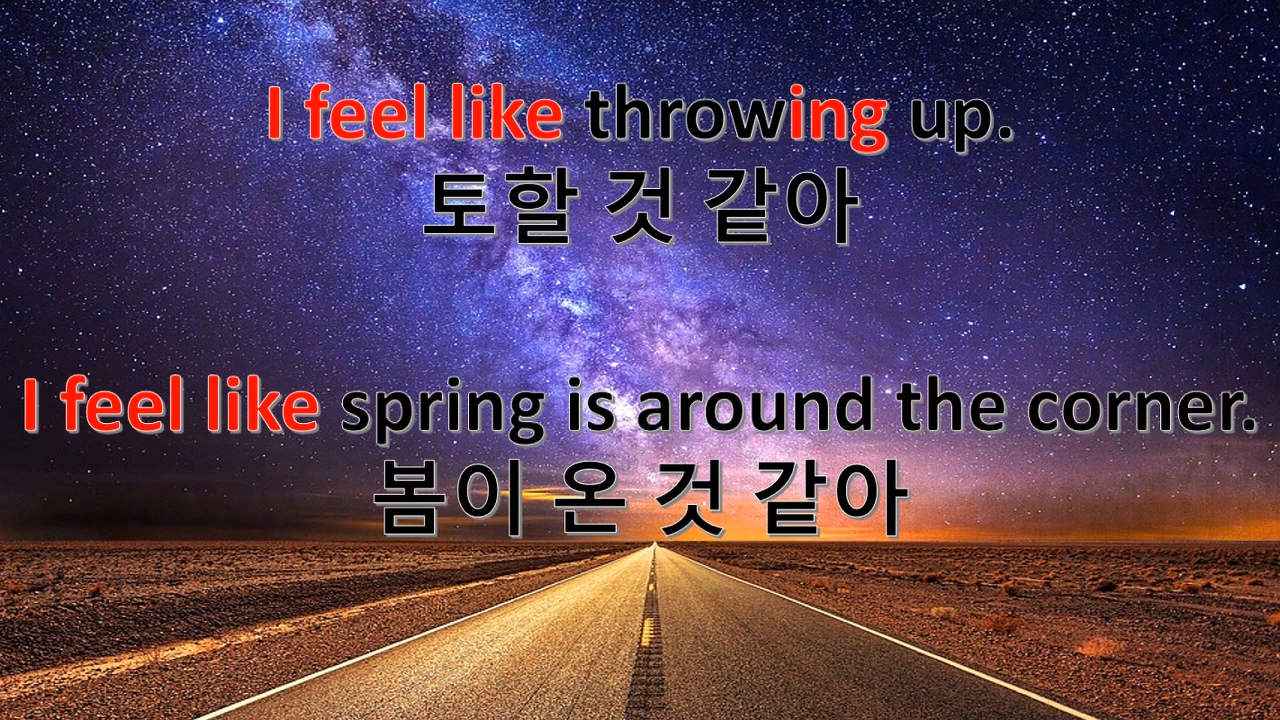 I feel like throwing up.
토할 것 같아
I feel like spring is around the corner.
봄이 온 것 같아